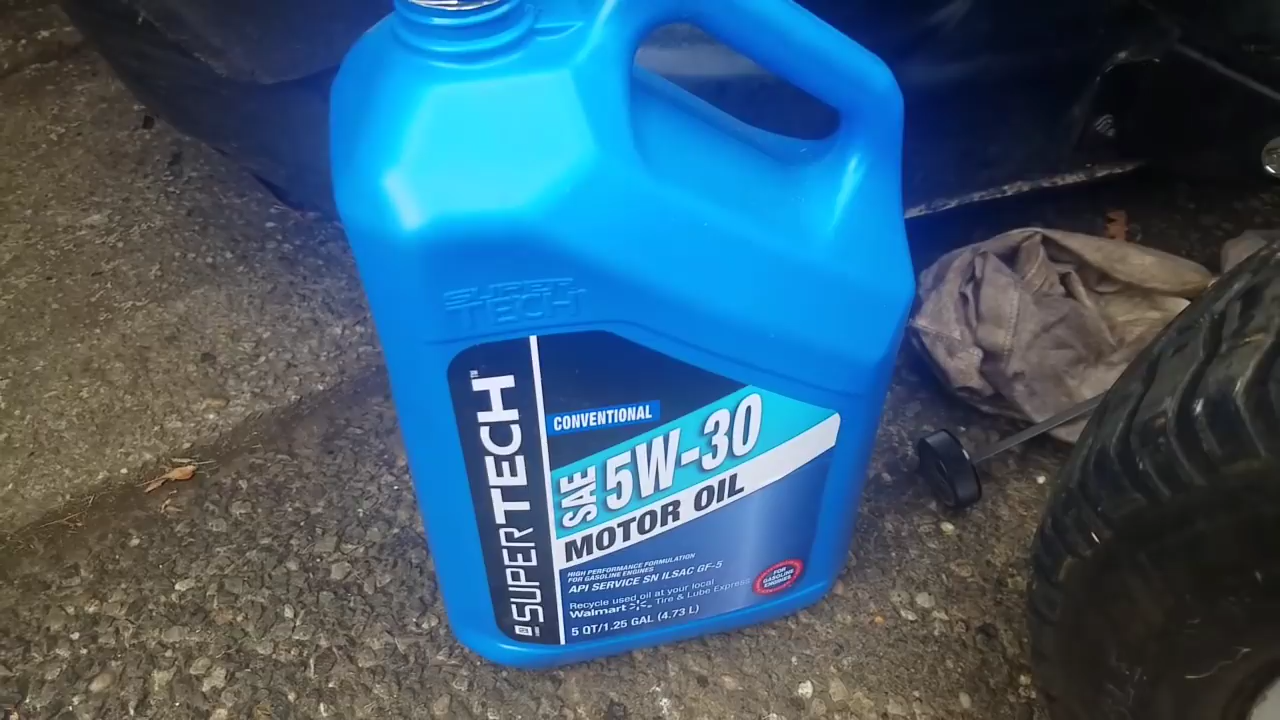 SUPER
TECH
SUPERTECH™
CONVENTIONAL
SAE 5W-30
MOTOR OIL
HIGH PERFORMANCE FORMULATION
FOR GASOLINE ENGINES
API SERVICE SN ILSAC GF-5
Recycle used oil at your local
Walmart Tire & Lube Express
5 QT/1.25 GAL (4.73 L)
FOR
GASOLINE
ENGINES